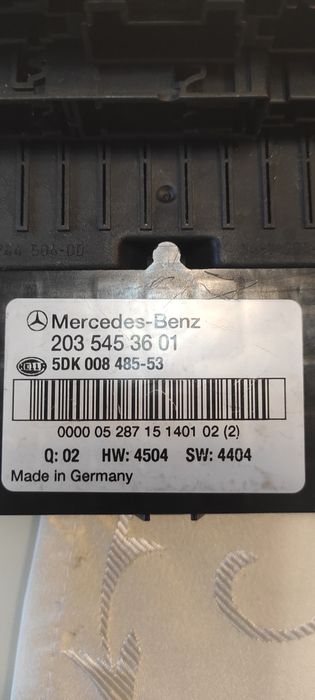 Mercedes-Benz
203 545 36 01
HELLA 5DK 008 485-53
0000 05 287 15 1401 02 (2)
Q: 02 HW: 4504 SW: 4404
Made in Germany